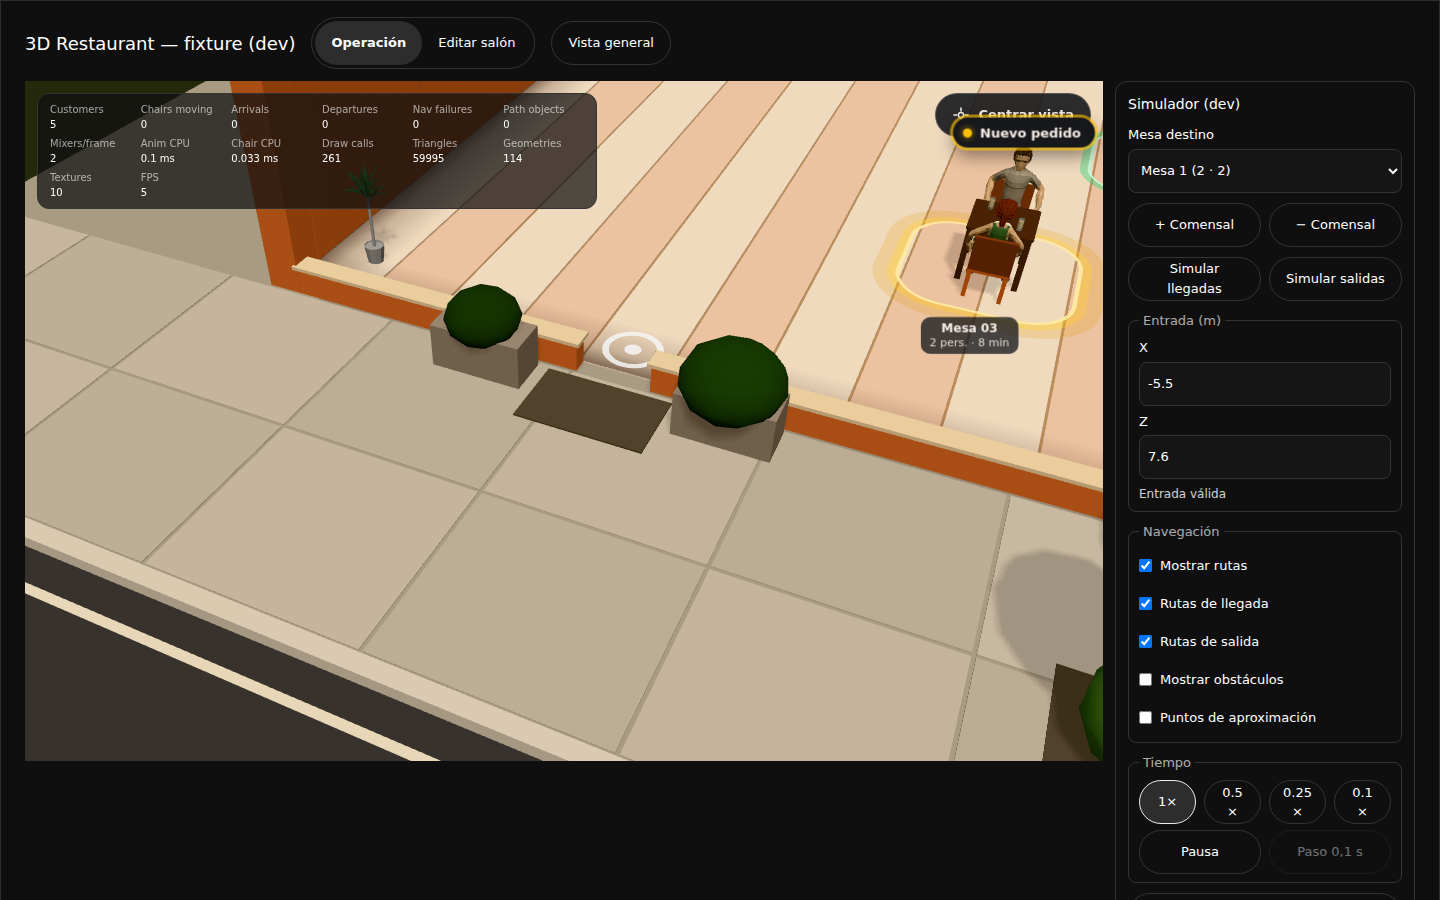 3D Restaurant — fixture (dev)
Operación
Editar salón
Vista general
Customers
5
Chairs moving
0
Arrivals
0
Departures
0
Nav failures
0
Path objects
0
Mixers/frame
2
Anim CPU
0.1 ms
Chair CPU
0.033 ms
Draw calls
261
Triangles
59995
Geometries
114
Textures
10
FPS
5
Centrar vista
Nuevo pedido
Mesa 03
2 pers. · 8 min
Simulador (dev)
Mesa destino
Mesa 1 (2 · 2)
+ Comensal
− Comensal
Simular
llegadas
Simular salidas
Entrada (m)
X
-5.5
Z
7.6
Entrada válida
Navegación
Mostrar rutas
Rutas de llegada
Rutas de salida
Mostrar obstáculos
Puntos de aproximación
Tiempo
1×
0.5
×
0.25
×
0.1
×
Pausa
Paso 0,1 s